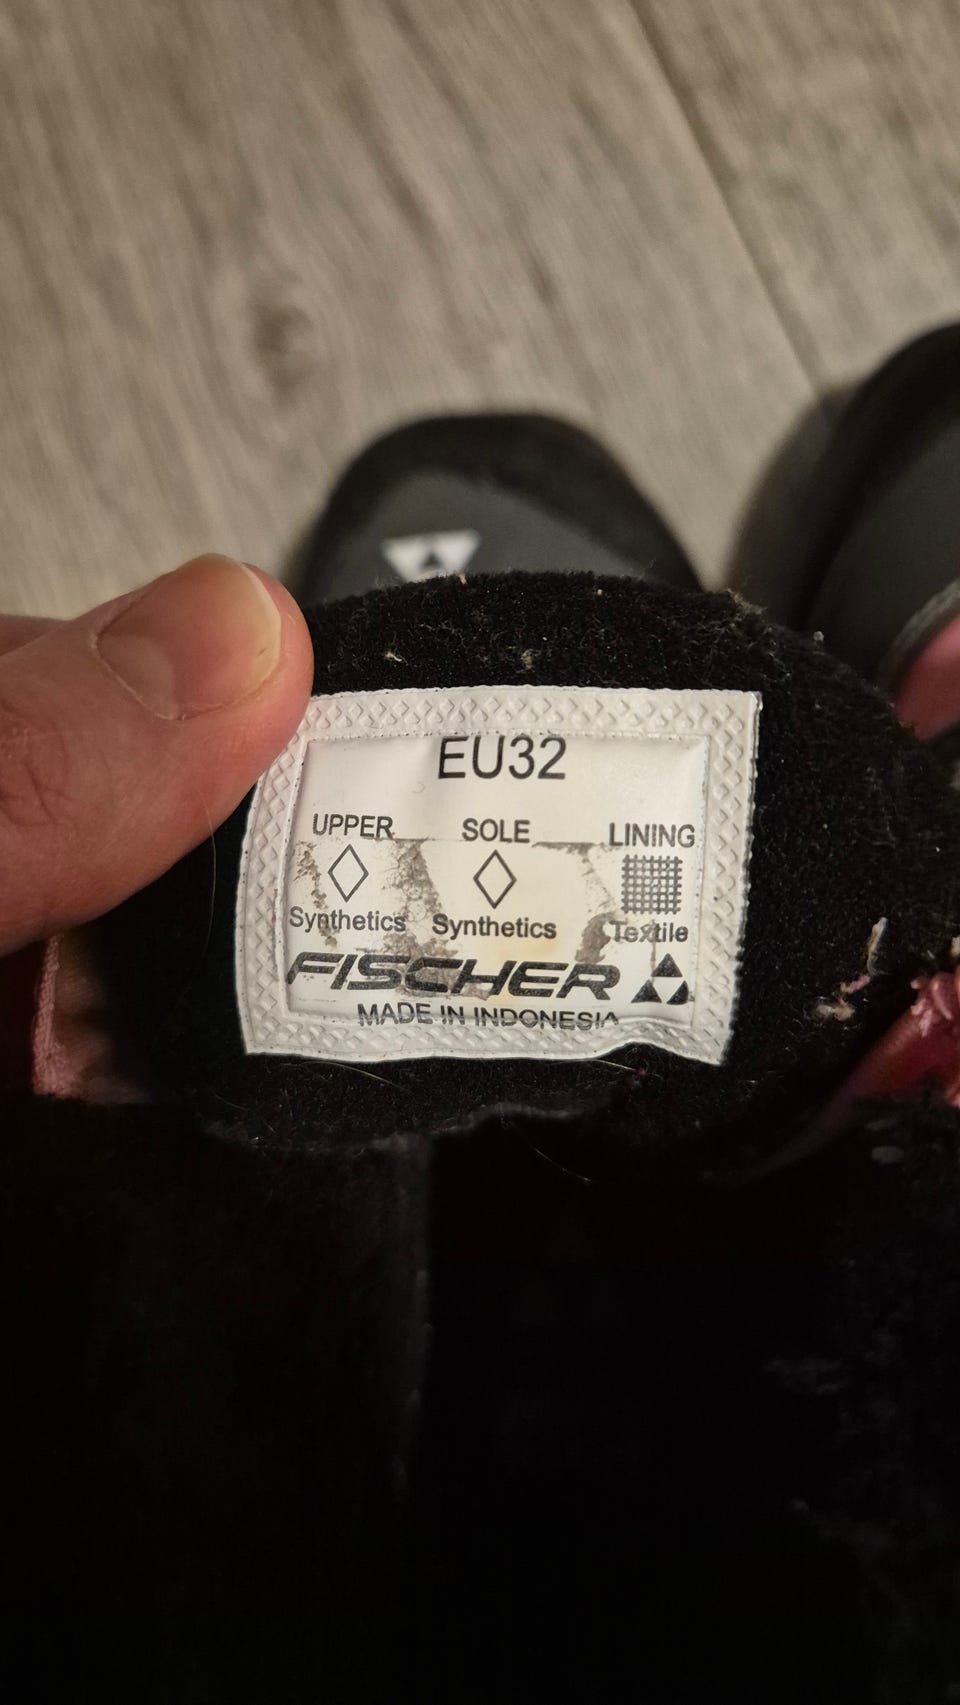 EU32
UPPER SOLE LINING
Synthetics Synthetics Textile
FISCHER
MADE IN INDONESIA